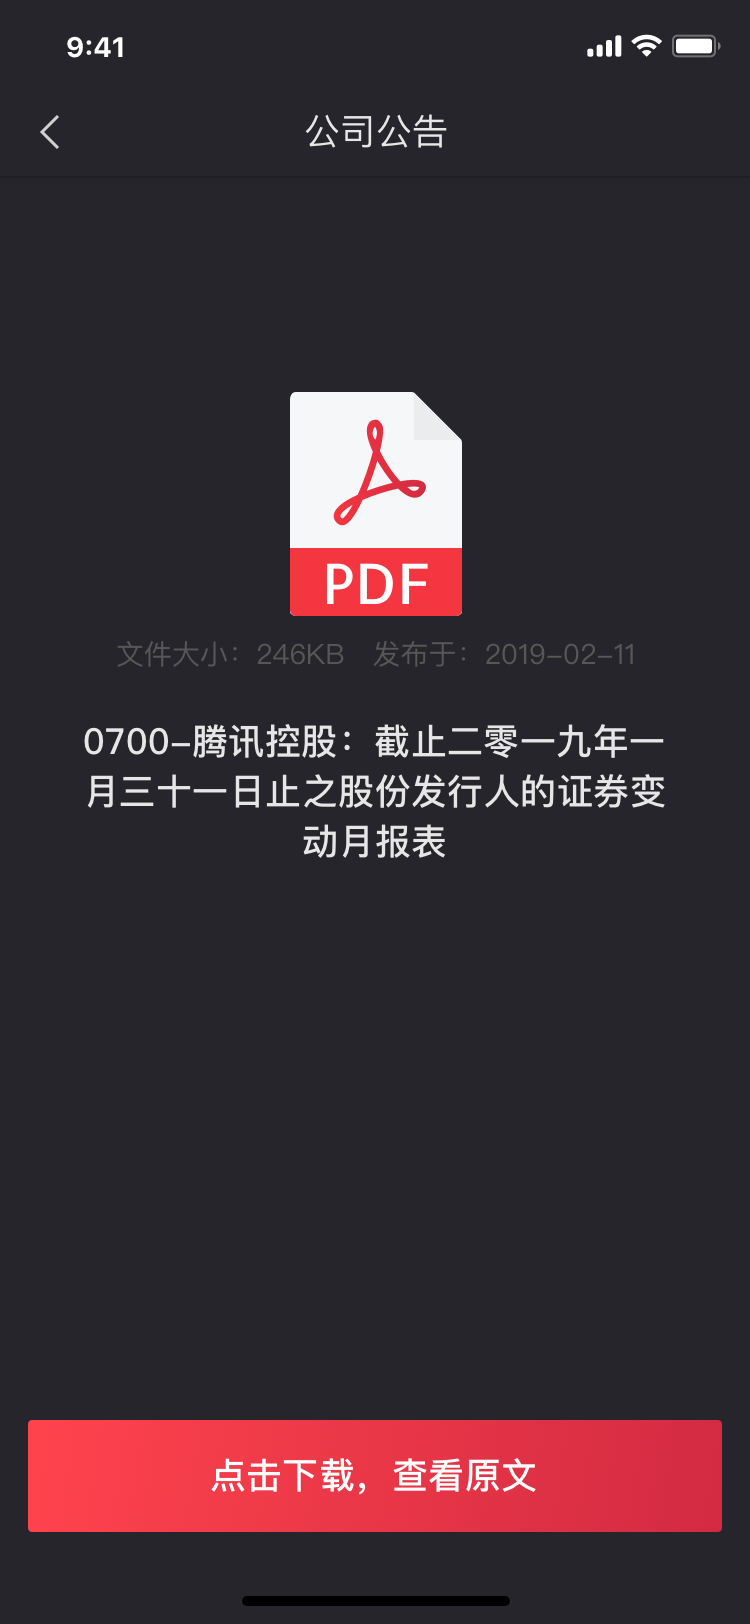 9:41
公司公告
PDF
文件大小：246KB 发布于：2019-02-11
0700-腾讯控股：截止二零一九年一
月三十一日止之股份发行人的证券变
动月报表
点击下载，查看原文